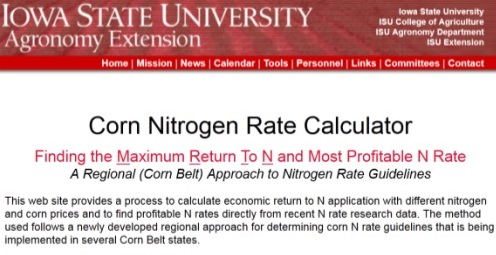 IOWA STATE UNIVERSITY
Agronomy Extension
Iowa State University
ISU College of Agriculture
ISU Agronomy Department
ISU Extension
Home | Mission | News | Calendar | Tools | Personnel | Links | Committees | Contact
Corn Nitrogen Rate Calculator
Finding the Maximum Return To N and Most Profitable N Rate
A Regional (Corn Belt) Approach to Nitrogen Rate Guidelines
This web site provides a process to calculate economic return to N application with different nitrogen
and corn prices and to find profitable N rates directly from recent N rate research data. The method
used follows a newly developed regional approach for determining corn N rate guidelines that is being
implemented in several Corn Belt states.